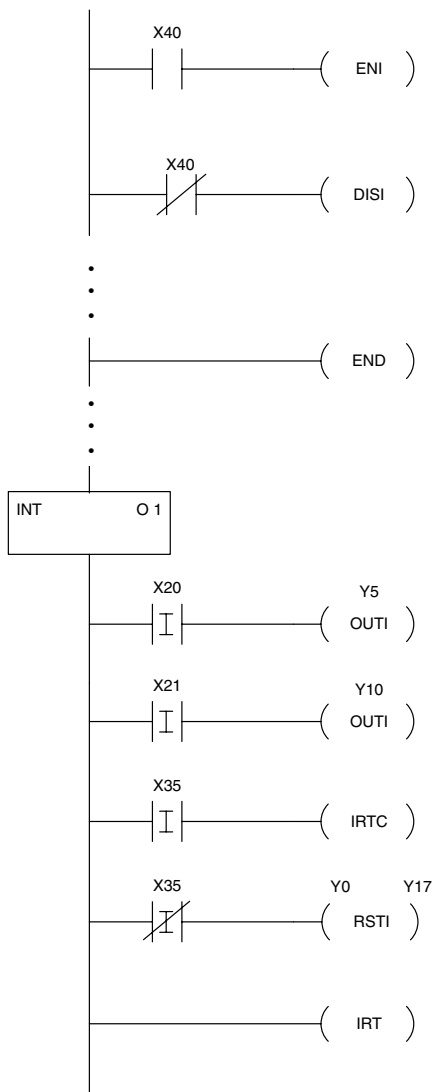 X40
ENI
X40
DISI
END
INT O 1
X20 Y5
OUTI
X21 Y10
OUTI
X35
IRTC
X35 Y0 Y17
RSTI
IRT